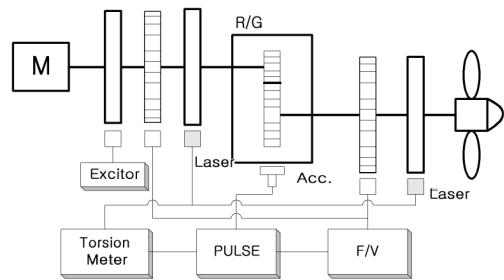 R/G
M
Laser
Acc.
Excitor
Laser
Torsion
Meter
PULSE
F/V